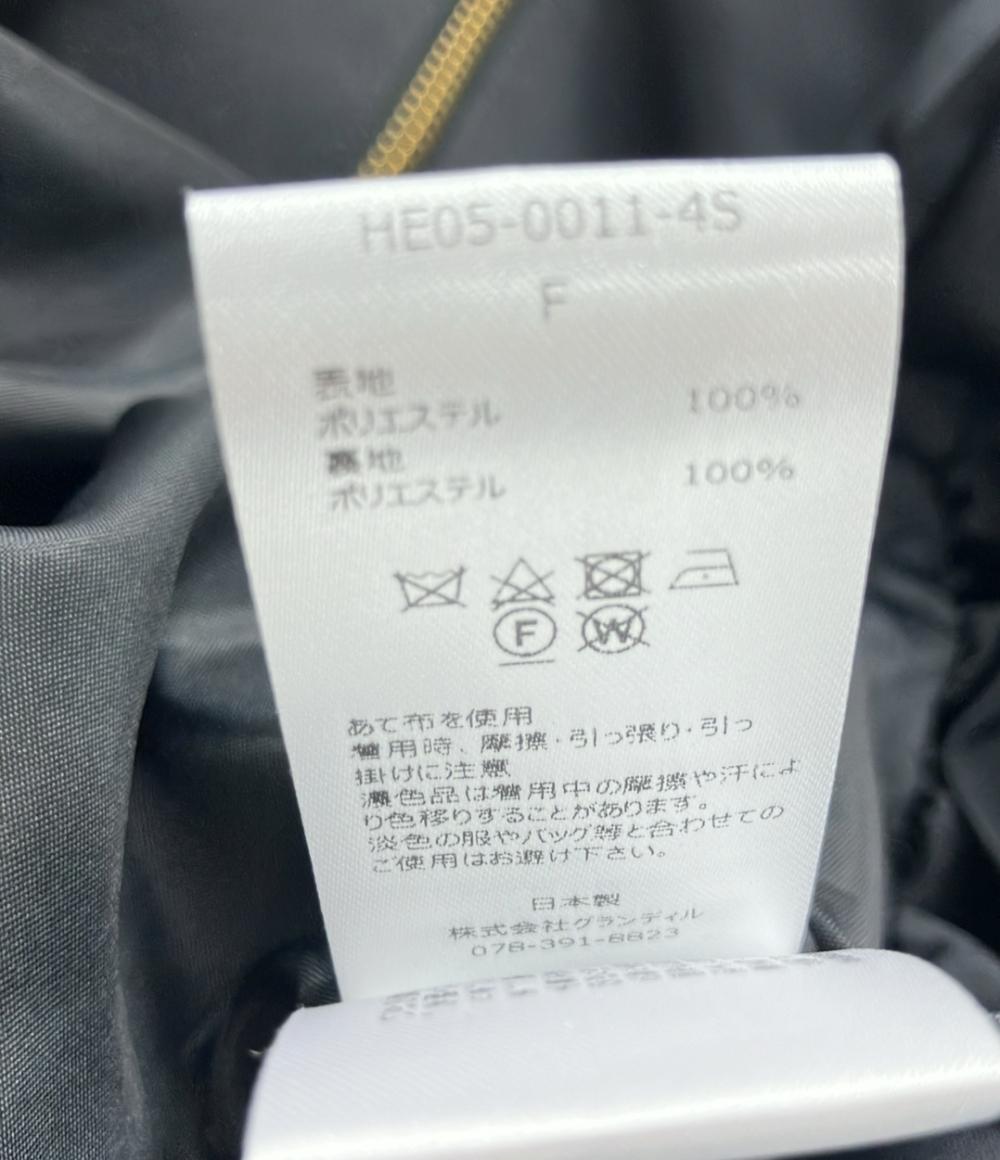 HE05-0011-4S
F
表地
ポリエステル 100%
裏地
ポリエステル 100%
F W
あて布を使用
着用時、摩擦・引っ張り・引っ
掛けに注意
濃色品は着用中の摩擦や汗によ
り色移りすることがあります。
淡色の服やバッグ等と合わせての
ご使用はお避け下さい。
日本製
株式会社グランディル
078-391-8823